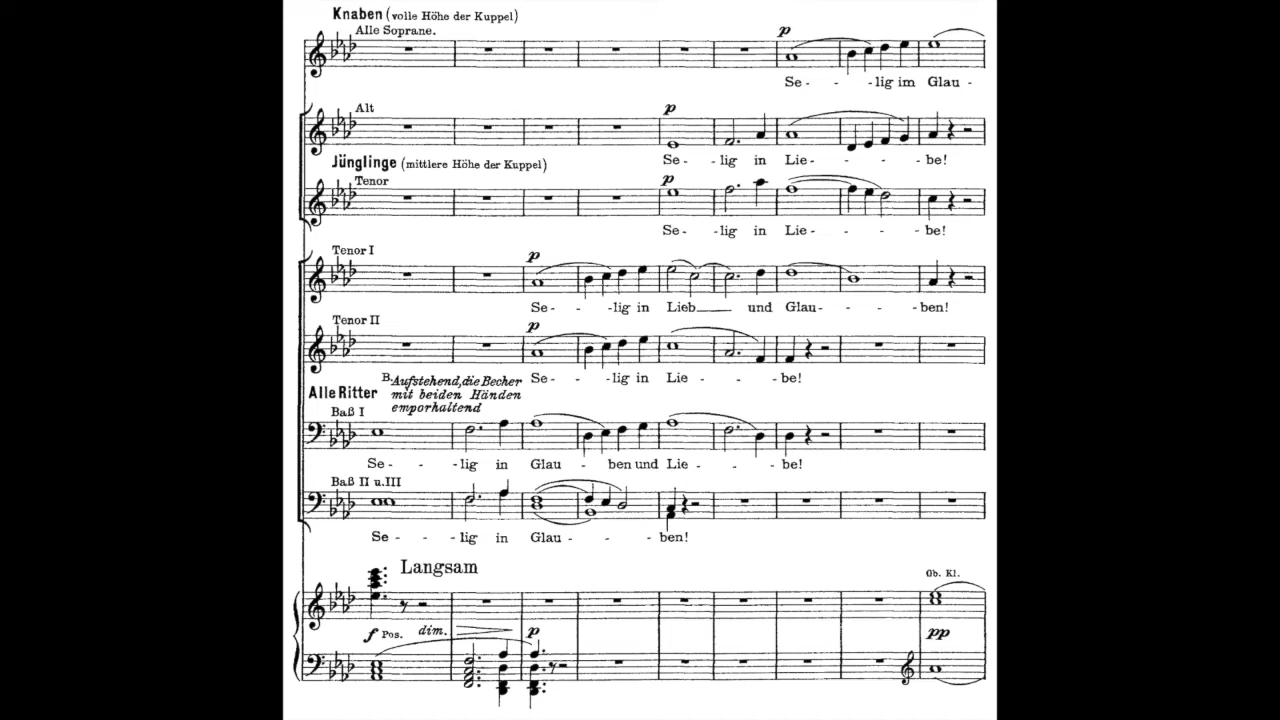 Knaben (volle Höhe der Kuppel)
Alle Soprane.
p
Se - - - lig im Glau -
Alt
p
Se - - lig in Lie - - - - be!
Jünglinge (mittlere Höhe der Kuppel)
Tenor
p
Se - - lig in Lie - - - - be!
Tenor I
p
Se - - - lig in Lieb und Glau - - - - ben!
Tenor II
p
Se - - - lig in Lie - - - be!
B. Aufstehend, die Becher
mit beiden Händen
emporhaltend
Alle Ritter
Baß I
Se - - - lig in Glau - ben und Lie - - - be!
Baß II u. III
Se - - - lig in Glau - - - - ben!
Langsam
Ob. Kl.
f Pos. dim. p pp